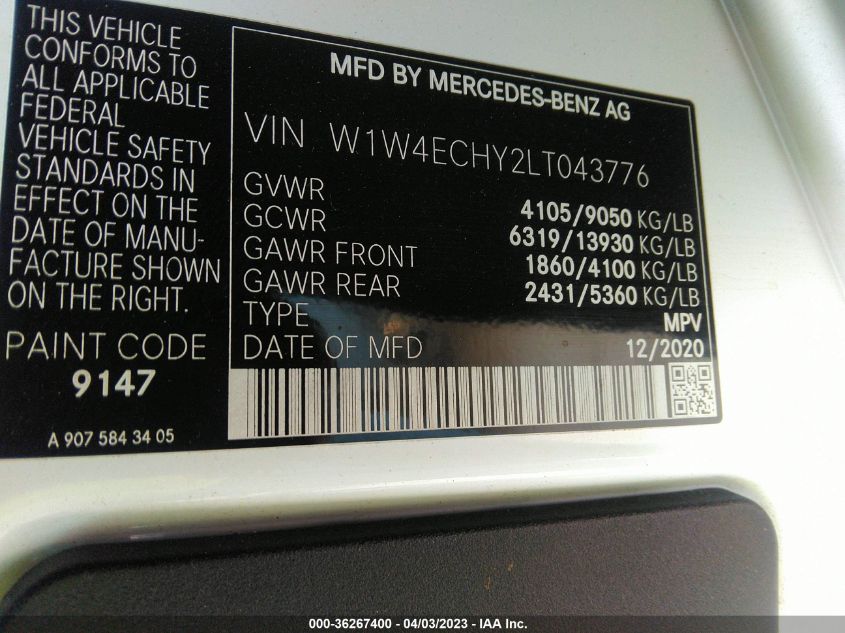 THIS VEHICLE
CONFORMS TO
ALL APPLICABLE
FEDERAL
VEHICLE SAFETY
STANDARDS IN
EFFECT ON THE
DATE OF MANU-
FACTURE SHOWN
ON THE RIGHT.
PAINT CODE
9147
A 907 584 34 05
MFD BY MERCEDES-BENZ AG
VIN W1W4ECHY2LT043776
GVWR 4105/9050 KG/LB
GCWR 6319/13930 KG/LB
GAWR FRONT 1860/4100 KG/LB
GAWR REAR 2431/5360 KG/LB
TYPE MPV
DATE OF MFD 12/2020
000-36267400 - 04/03/2023 - IAA Inc.